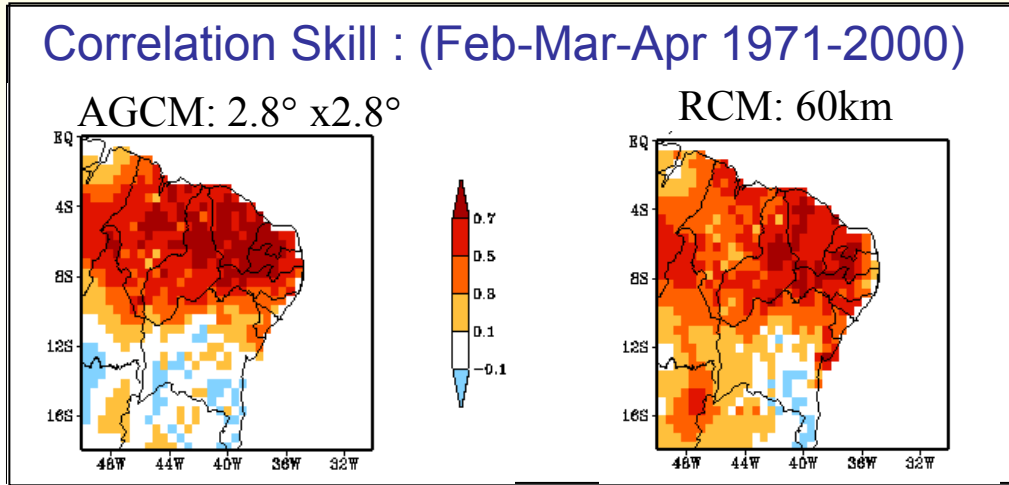 Correlation Skill : (Feb-Mar-Apr 1971-2000)
AGCM: 2.8° x2.8°
RCM: 60km
EQ
4S
8S
12S
16S
48W 44W 40W 36W 32W
0.7
0.5
0.3
0.1
−0.1
EQ
4S
8S
12S
16S
48W 44W 40W 36W 32W